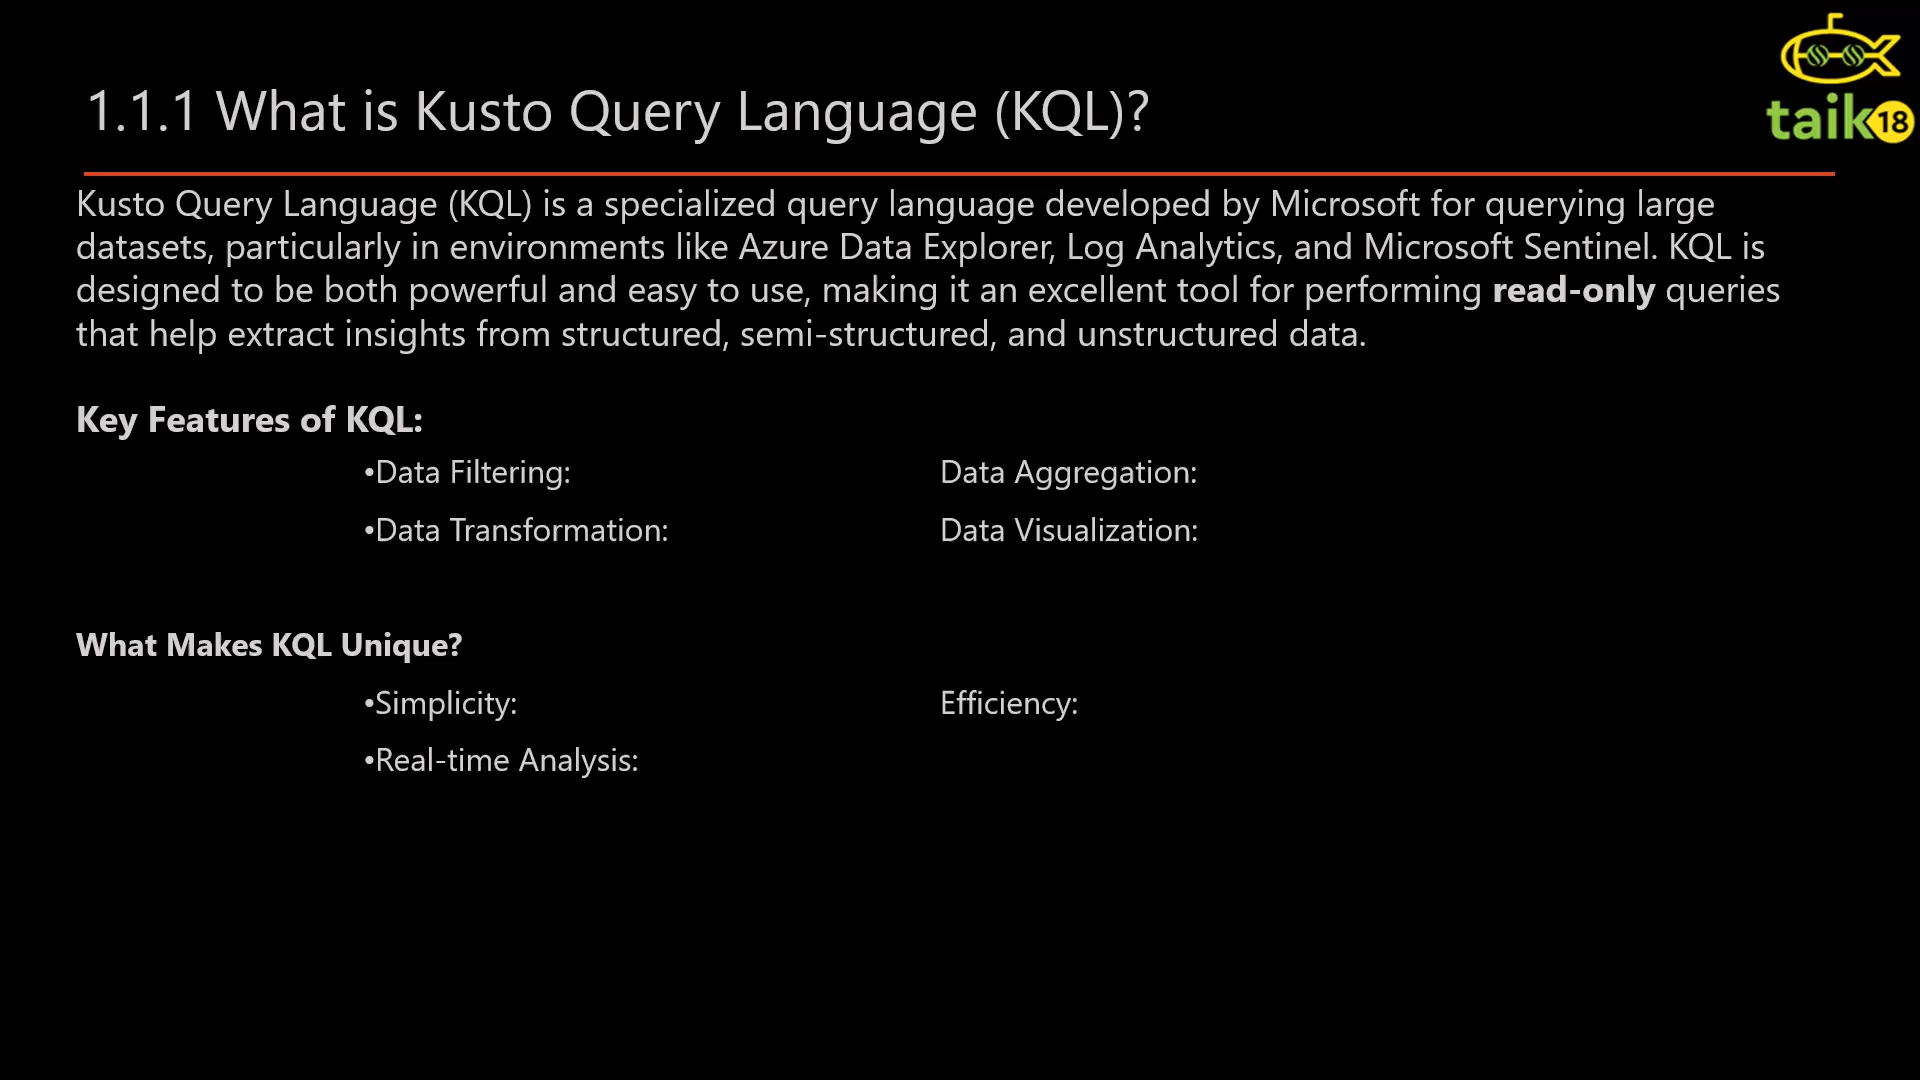 1.1.1 What is Kusto Query Language (KQL)?
taik18
Kusto Query Language (KQL) is a specialized query language developed by Microsoft for querying large
datasets, particularly in environments like Azure Data Explorer, Log Analytics, and Microsoft Sentinel. KQL is
designed to be both powerful and easy to use, making it an excellent tool for performing read-only queries
that help extract insights from structured, semi-structured, and unstructured data.
Key Features of KQL:
•Data Filtering: Data Aggregation:
•Data Transformation: Data Visualization:
What Makes KQL Unique?
•Simplicity: Efficiency:
•Real-time Analysis: